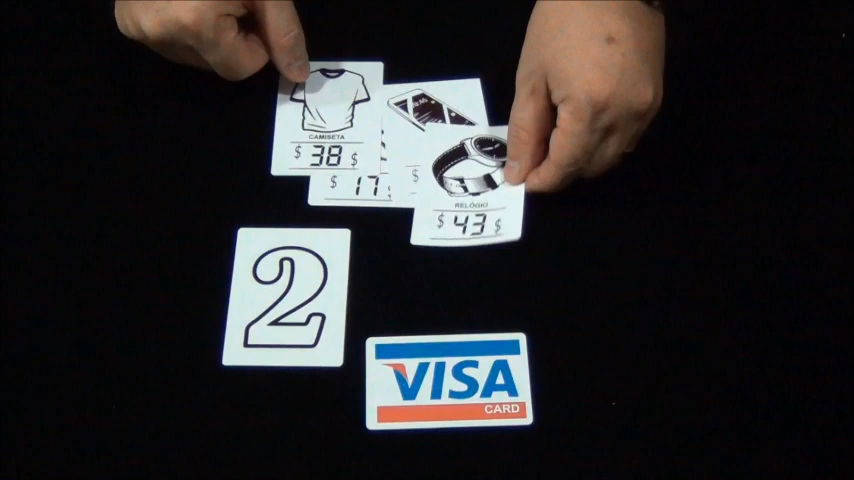 CAMISETA
$ 38 $
$ 17
$
RELÓGIO
$ 43 $
2
VISA
CARD